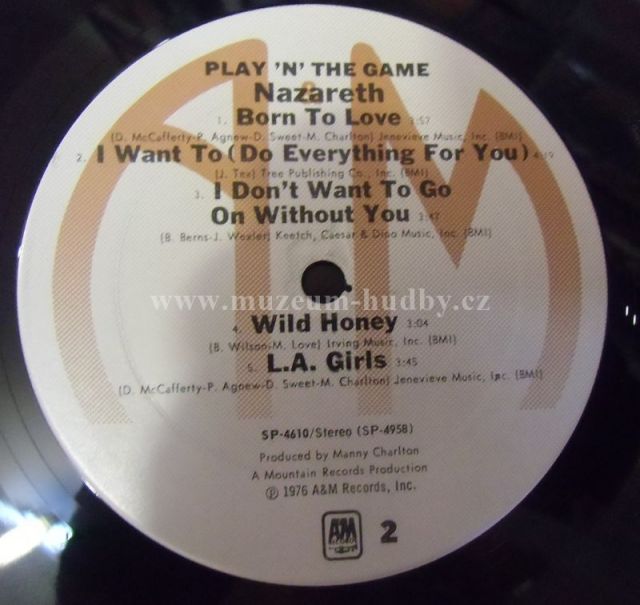 PLAY 'N' THE GAME
Nazareth
1. Born To Love 3:57
(D. McCafferty-P. Agnew-D. Sweet-M. Charlton) Jenevieve Music, Inc. (BMI)
2. I Want To (Do Everything For You) 4:19
(J. Tex) Tree Publishing Co., Inc. (BMI)
3. I Don't Want To Go
On Without You 3:47
(B. Berns-J. Wexler) Keetch, Caesar & Dino Music, Inc. (BMI)
www.muzeum-hudby.cz
4. Wild Honey 3:04
(B. Wilson-M. Love) Irving Music, Inc. (BMI)
5. L.A. Girls 3:45
(D. McCafferty-P. Agnew-D. Sweet-M. Charlton) Jenevieve Music, Inc. (BMI)
SP-4610/Stereo (SP-4958)
Produced by Manny Charlton
A Mountain Records Production
℗ 1976 A&M Records, Inc.
A&M
RECORDS
2